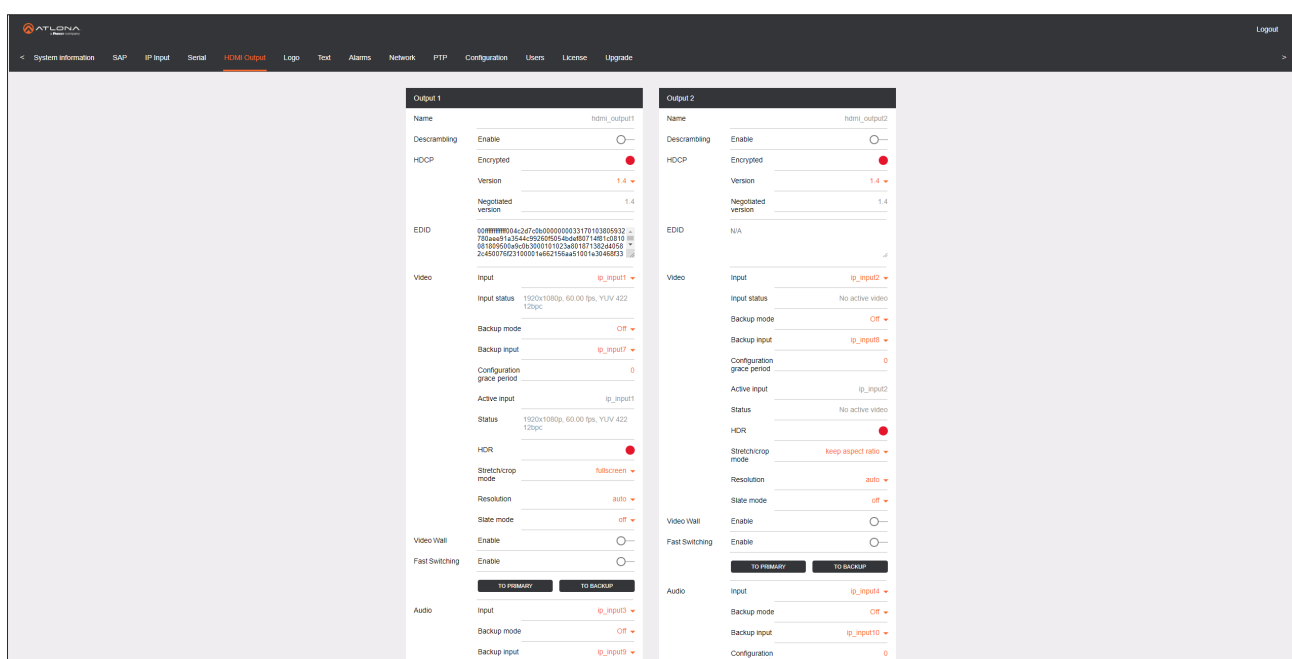 ATLONA
Logout
< System information SAP IP Input Serial HDMI Output Logo Text Alarms Network PTP Configuration Users License Upgrade >
Output 1
Name hdmi_output1
Descrambling Enable
HDCP Encrypted
Version 1.4
Negotiated
version 1.4
EDID
780aee91a3544c99260f5054bdef80714f81c0810
081809500a9c0b3000101023a801871382d4058
2c450076f23100001e662156aa51001e30468f33
Video Input ip_input1
Input status 1920x1080p, 60.00 fps, YUV 422
12bpc
Backup mode Off
Backup input ip_input7
Configuration
grace period 0
Active input ip_input1
Status 1920x1080p, 60.00 fps, YUV 422
12bpc
HDR
Stretch/crop
mode fullscreen
Resolution auto
Slate mode off
Video Wall Enable
Fast Switching Enable
TO PRIMARY TO BACKUP
Audio Input ip_input3
Backup mode Off
Backup input ip_input9
Output 2
Name hdmi_output2
Descrambling Enable
HDCP Encrypted
Version 1.4
Negotiated
version 1.4
EDID N/A
Video Input ip_input2
Input status No active video
Backup mode Off
Backup input ip_input8
Configuration
grace period 0
Active input ip_input2
Status No active video
HDR
Stretch/crop
mode keep aspect ratio
Resolution auto
Slate mode off
Video Wall Enable
Fast Switching Enable
TO PRIMARY TO BACKUP
Audio Input ip_input4
Backup mode Off
Backup input ip_input10
Configuration 0